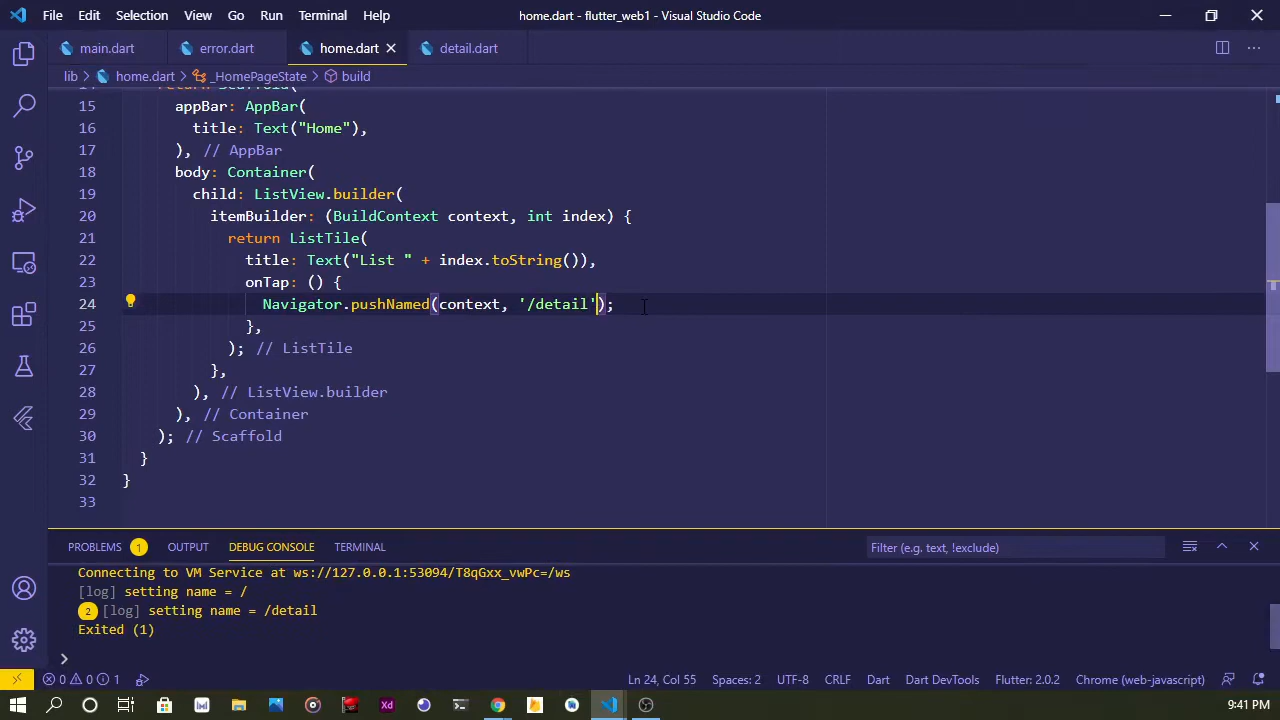 File Edit Selection View Go Run Terminal Help home.dart - flutter_web1 - Visual Studio Code
main.dart error.dart home.dart detail.dart
lib > home.dart > _HomePageState > build
15 appBar: AppBar(
16 title: Text("Home"),
17 ), // AppBar
18 body: Container(
19 child: ListView.builder(
20 itemBuilder: (BuildContext context, int index) {
21 return ListTile(
22 title: Text("List " + index.toString()),
23 onTap: () {
24 Navigator.pushNamed(context, '/detail');
25 },
26 ); // ListTile
27 },
28 ), // ListView.builder
29 ), // Container
30 ); // Scaffold
31 }
32 }
33
PROBLEMS 1 OUTPUT DEBUG CONSOLE TERMINAL Filter (e.g. text, !exclude)
Connecting to VM Service at ws://127.0.0.1:53094/T8qGxx_vwPc=/ws
[log] setting name = /
2 [log] setting name = /detail
Exited (1)
0 0 1 Ln 24, Col 55 Spaces: 2 UTF-8 CRLF Dart Dart DevTools Flutter: 2.0.2 Chrome (web-javascript)
Xd 9:41 PM